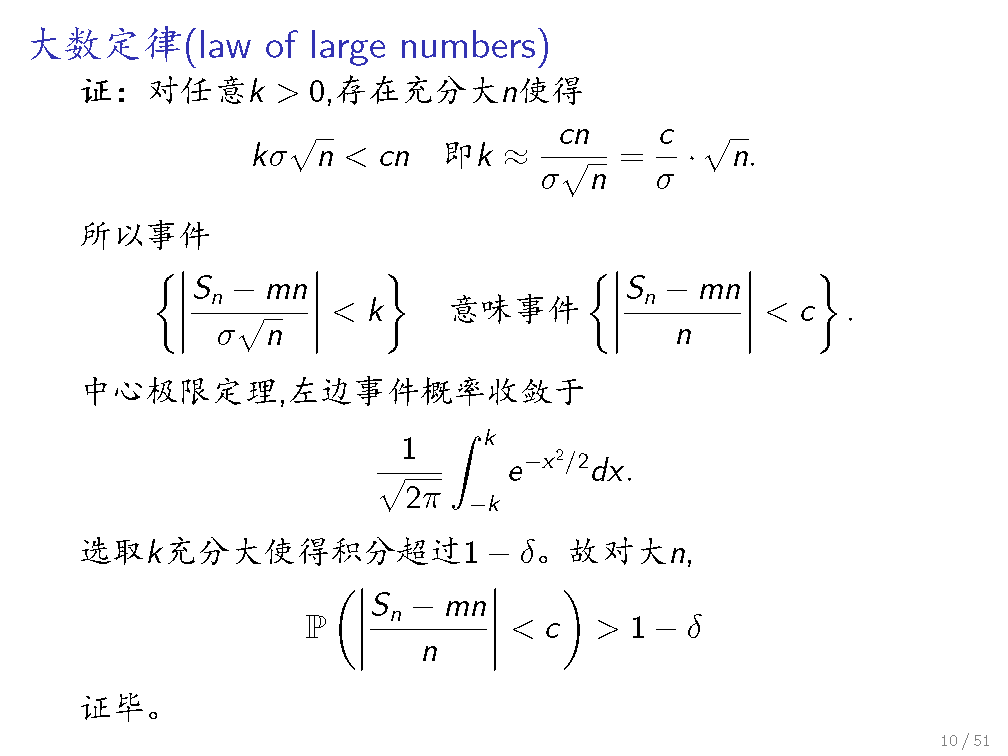 大数定律(law of large numbers)
证：对任意k > 0,存在充分大n使得
kσ√n < cn 即k ≈ cn/(σ√n) = c/σ · √n.
所以事件
{|(Sₙ − mn)/(σ√n)| < k} 意味事件 {|(Sₙ − mn)/n| < c}.
中心极限定理,左边事件概率收敛于
1/√(2π) ∫_{−k}^{k} e^{−x²/2}dx.
选取k充分大使得积分超过1 − δ。故对大n,
ℙ(|(Sₙ − mn)/n| < c) > 1 − δ
证毕。
10 / 51